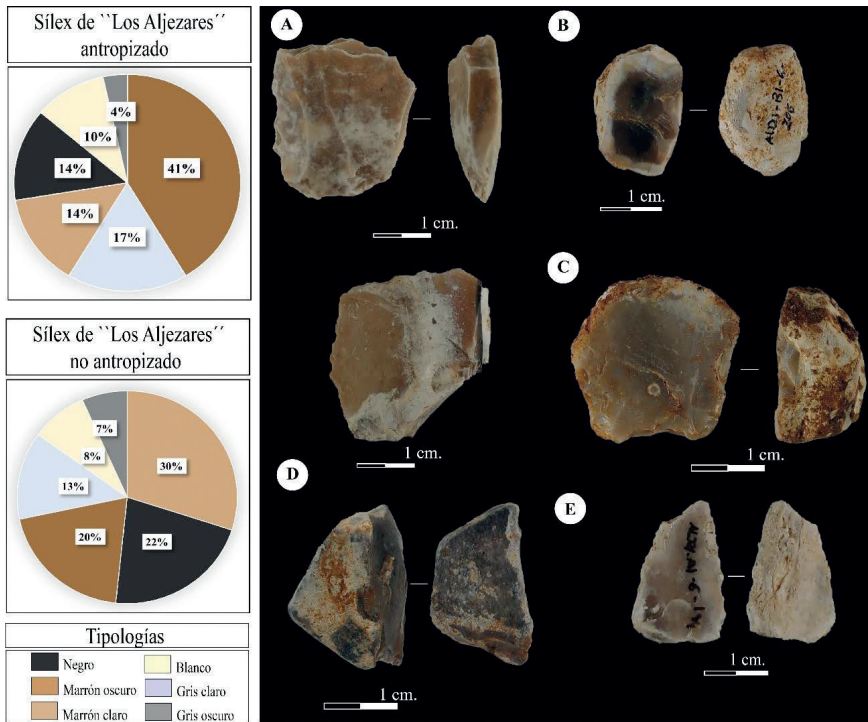 Sílex de ``Los Aljezares´´
antropizado
4%
10%
41%
14%
14%
17%
Sílex de ``Los Aljezares´´
no antropizado
7%
8%
30%
13%
20%
22%
Tipologías
Negro
Blanco
Marrón oscuro
Gris claro
Marrón claro
Gris oscuro
A
1 cm.
B
1 cm.
1 cm.
C
1 cm.
D
1 cm.
E
1 cm.